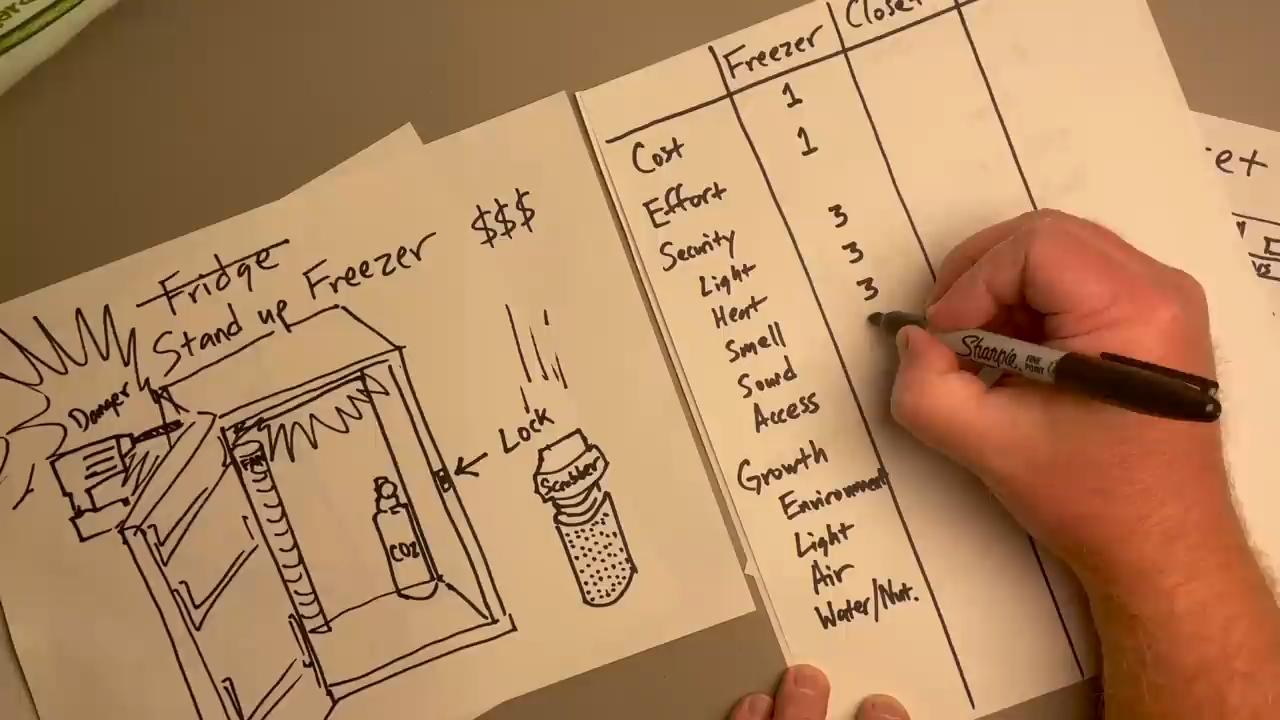 Fridge
Stand up Freezer $$$
Danger
FAN
CO2
Lock
Scrubber
Freezer
Closet
1
Cost
1
Effort
Security
3
Light
3
Heat
3
Smell
Sound
Access
Growth
Environment
Light
Air
Water/Nut.
Sharpie
FINE
POINT
et